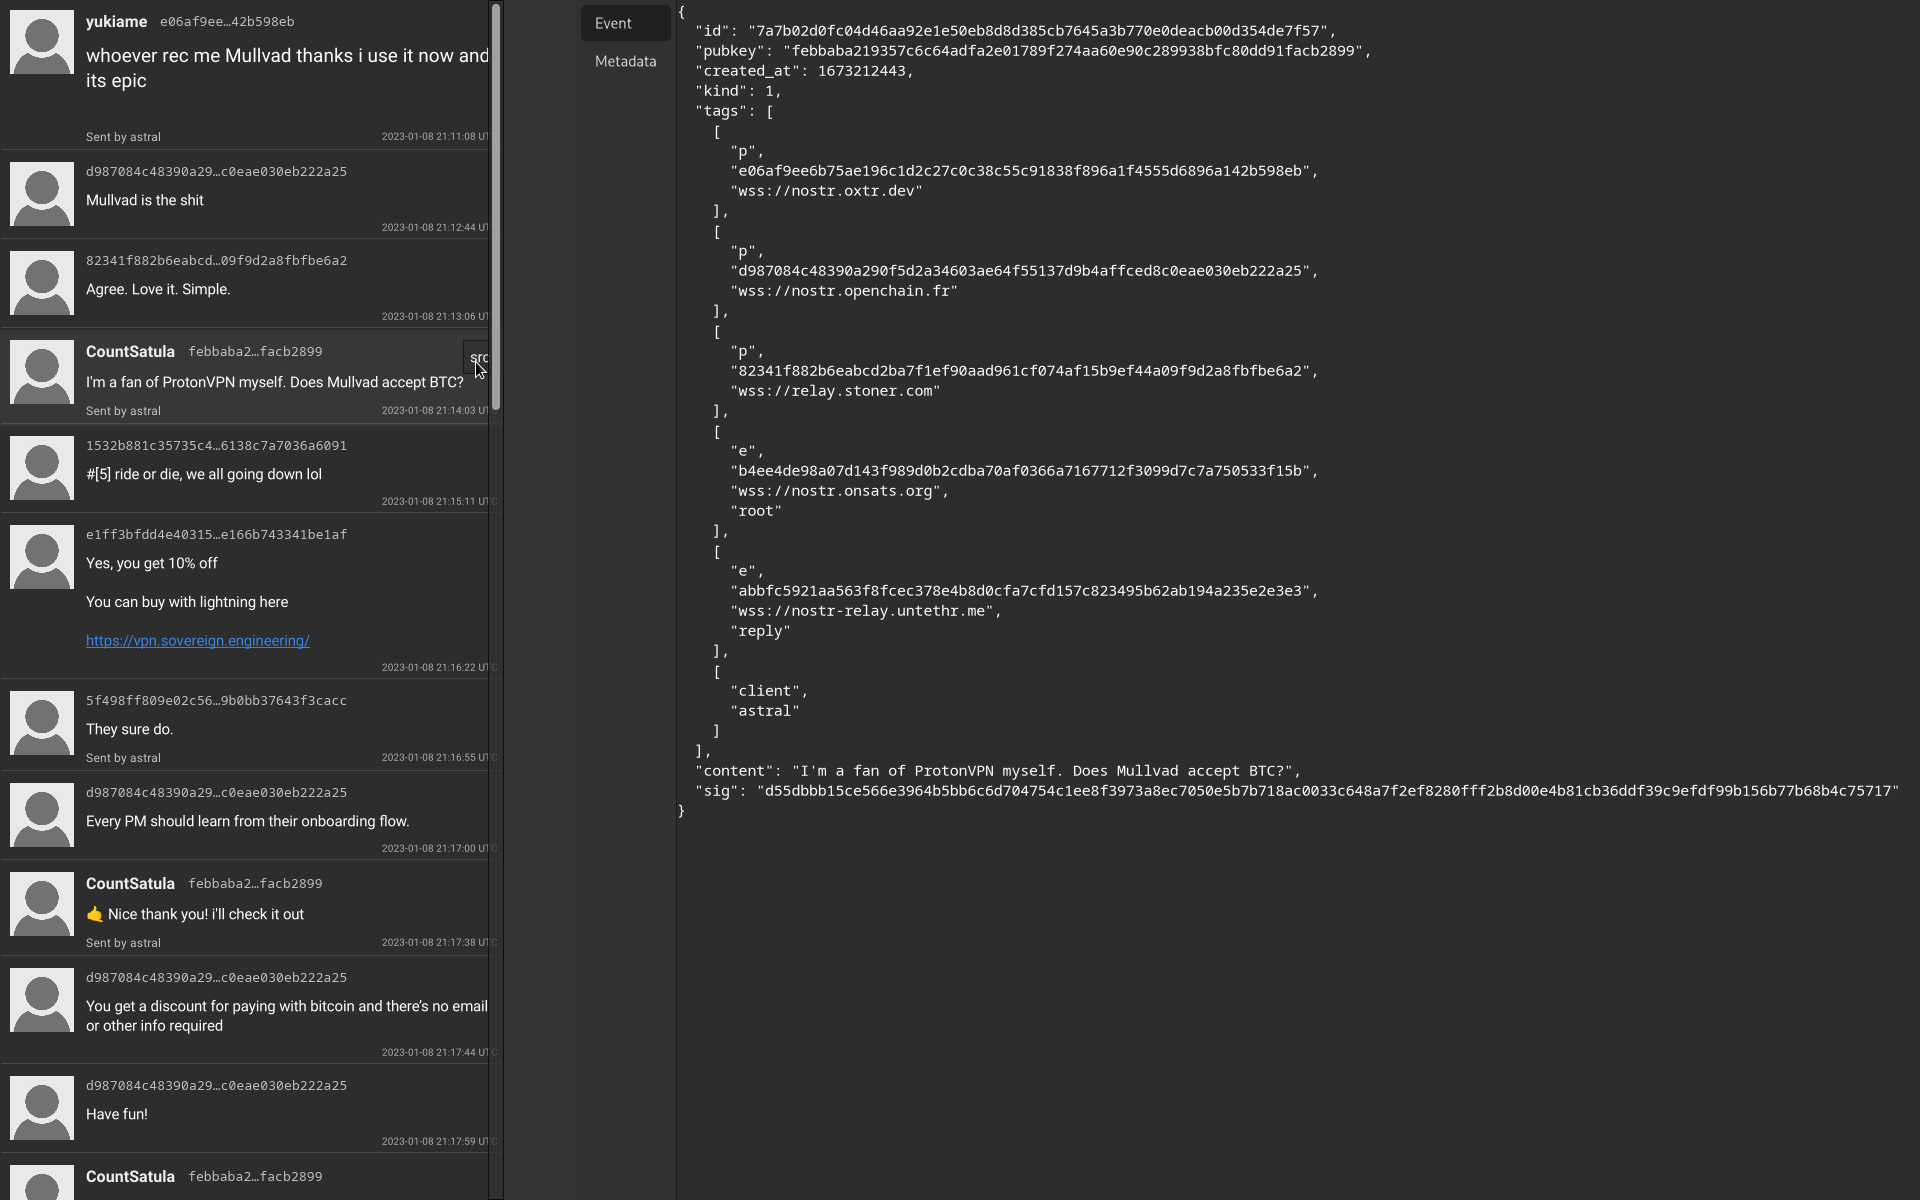 yukiame e06af9ee…42b598eb
whoever rec me Mullvad thanks i use it now and
its epic
Sent by astral 2023-01-08 21:11:08 UT
d987084c48390a29…c0eae030eb222a25
Mullvad is the shit
2023-01-08 21:12:44 UT
82341f882b6eabcd…09f9d2a8fbfbe6a2
Agree. Love it. Simple.
2023-01-08 21:13:06 UT
CountSatula febbaba2…facb2899
src
I'm a fan of ProtonVPN myself. Does Mullvad accept BTC?
Sent by astral 2023-01-08 21:14:03 UTC
1532b881c35735c4…6138c7a7036a6091
#[5] ride or die, we all going down lol
2023-01-08 21:15:11 UTC
e1ff3bfdd4e40315…e166b743341be1af
Yes, you get 10% off
You can buy with lightning here
https://vpn.sovereign.engineering/
2023-01-08 21:16:22 UTC
5f498ff809e02c56…9b0bb37643f3cacc
They sure do.
Sent by astral 2023-01-08 21:16:55 UTC
d987084c48390a29…c0eae030eb222a25
Every PM should learn from their onboarding flow.
2023-01-08 21:17:00 UTC
CountSatula febbaba2…facb2899
🤙 Nice thank you! i'll check it out
Sent by astral 2023-01-08 21:17:38 UTC
d987084c48390a29…c0eae030eb222a25
You get a discount for paying with bitcoin and there’s no email
or other info required
2023-01-08 21:17:44 UTC
d987084c48390a29…c0eae030eb222a25
Have fun!
2023-01-08 21:17:59 UTC
CountSatula febbaba2…facb2899
Event
Metadata
{
"id": "7a7b02d0fc04d46aa92e1e50eb8d8d385cb7645a3b770e0deacb00d354de7f57",
"pubkey": "febbaba219357c6c64adfa2e01789f274aa60e90c289938bfc80dd91facb2899",
"created_at": 1673212443,
"kind": 1,
"tags": [
[
"p",
"e06af9ee6b75ae196c1d2c27c0c38c55c91838f896a1f4555d6896a142b598eb",
"wss://nostr.oxtr.dev"
],
[
"p",
"d987084c48390a290f5d2a34603ae64f55137d9b4affced8c0eae030eb222a25",
"wss://nostr.openchain.fr"
],
[
"p",
"82341f882b6eabcd2ba7f1ef90aad961cf074af15b9ef44a09f9d2a8fbfbe6a2",
"wss://relay.stoner.com"
],
[
"e",
"b4ee4de98a07d143f989d0b2cdba70af0366a7167712f3099d7c7a750533f15b",
"wss://nostr.onsats.org",
"root"
],
[
"e",
"abbfc5921aa563f8fcec378e4b8d0cfa7cfd157c823495b62ab194a235e2e3e3",
"wss://nostr-relay.untethr.me",
"reply"
],
[
"client",
"astral"
]
],
"content": "I'm a fan of ProtonVPN myself. Does Mullvad accept BTC?",
"sig": "d55dbbb15ce566e3964b5bb6c6d704754c1ee8f3973a8ec7050e5b7b718ac0033c648a7f2ef8280fff2b8d00e4b81cb36ddf39c9efdf99b156b77b68b4c75717"
}